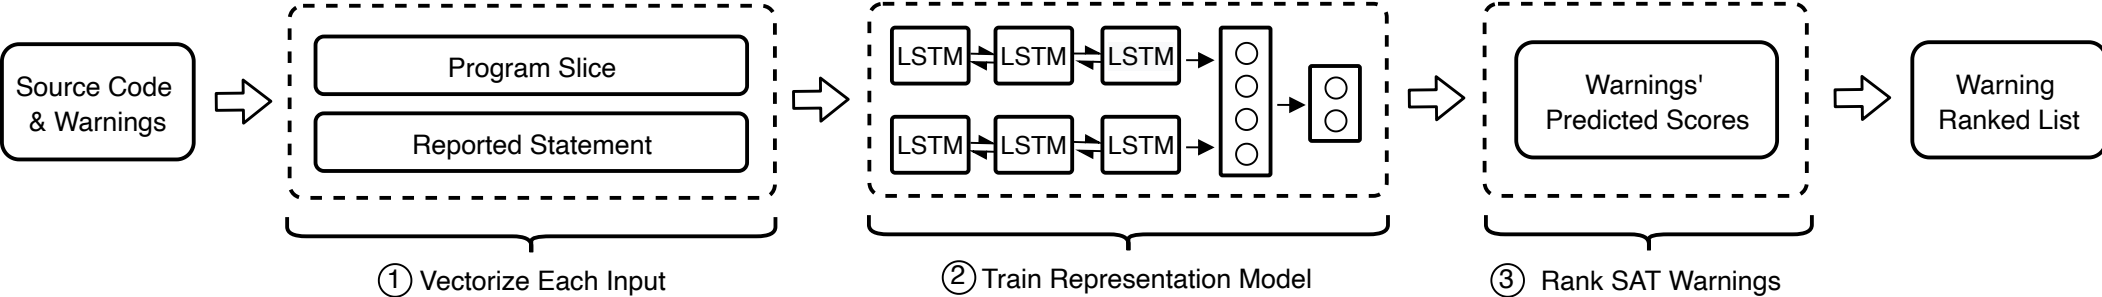 Source Code
& Warnings
Program Slice
Reported Statement
LSTM LSTM LSTM
LSTM LSTM LSTM
Warnings'
Predicted Scores
Warning
Ranked List
1 Vectorize Each Input
2 Train Representation Model
3 Rank SAT Warnings